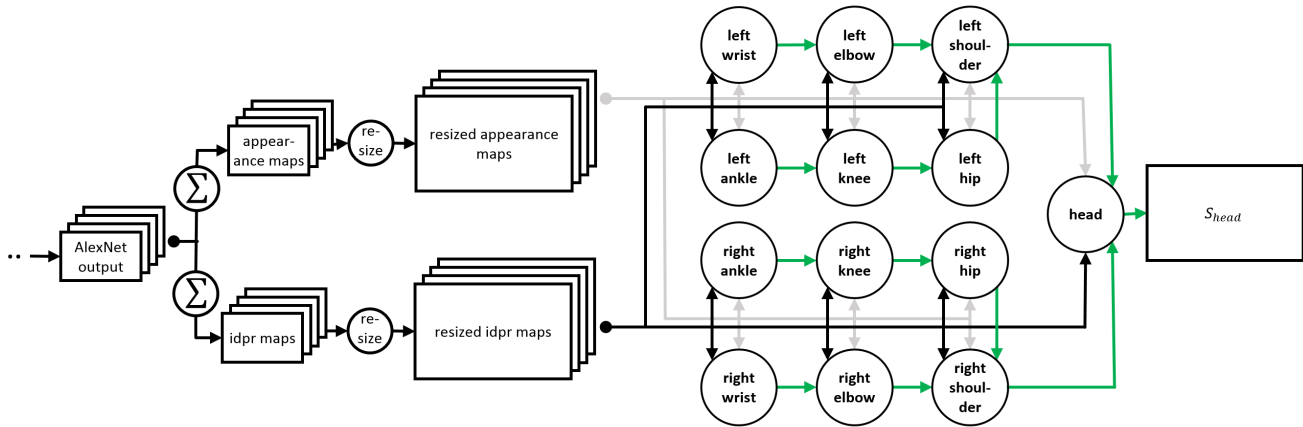 ..
AlexNet
output
Σ
Σ
appear-
ance maps
idpr maps
re-
size
re-
size
resized appearance
maps
resized idpr maps
left
wrist
left
elbow
left
shoul-
der
left
ankle
left
knee
left
hip
right
ankle
right
knee
right
hip
right
wrist
right
elbow
right
shoul-
der
head
S_head